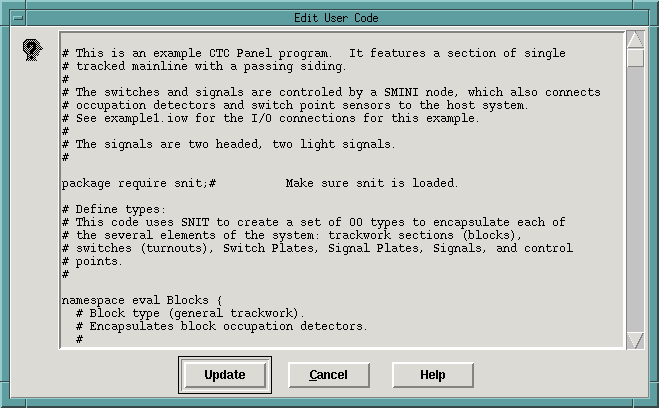 Edit User Code
# This is an example CTC Panel program.  It features a section of single
# tracked mainline with a passing siding.
#
# The switches and signals are controled by a SMINI node, which also connects
# occupation detectors and switch point sensors to the host system.
# See example1.iow for the I/O connections for this example.
#
# The signals are two headed, two light signals.
#
package require snit;#          Make sure snit is loaded.
# Define types:
# This code uses SNIT to create a set of OO types to encapsulate each of
# the several elements of the system: trackwork sections (blocks),
# switches (turnouts), Switch Plates, Signal Plates, Signals, and control
# points.
#
namespace eval Blocks {
  # Block type (general trackwork).
  # Encapsulates block occupation detectors.
  #
Update Cancel Help